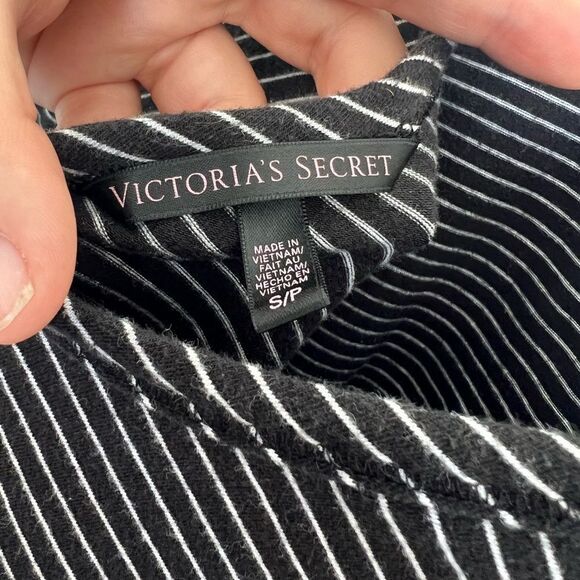 VICTORIA'S SECRET
MADE IN
VIETNAM/
FAIT AU
VIETNAM/
HECHO EN
VIETNAM
S/P